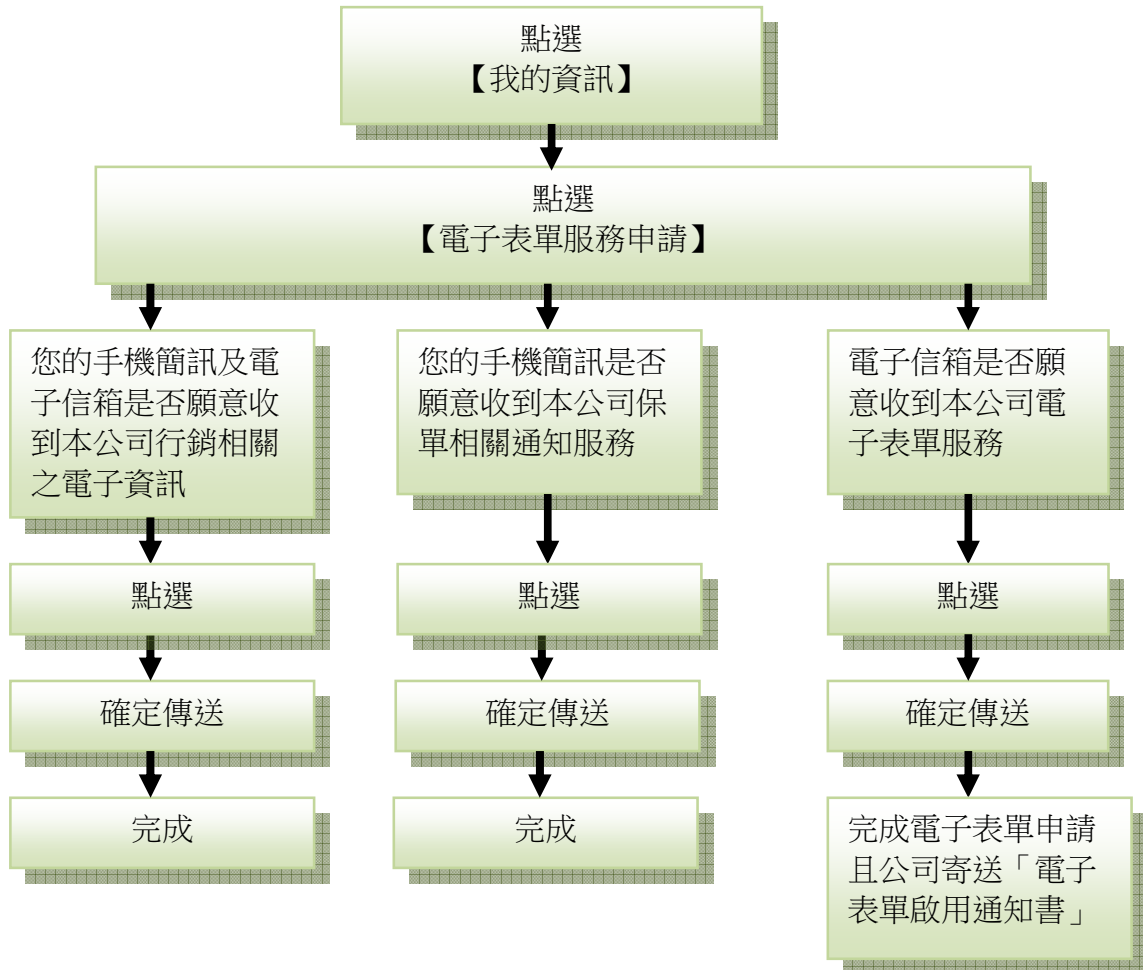 點選
【我的資訊】
點選
【電子表單服務申請】
您的手機簡訊及電
子信箱是否願意收
到本公司行銷相關
之電子資訊
您的手機簡訊是否
願意收到本公司保
單相關通知服務
電子信箱是否願
意收到本公司電
子表單服務
點選
點選
點選
確定傳送
確定傳送
確定傳送
完成
完成
完成電子表單申請
且公司寄送「電子
表單啟用通知書」